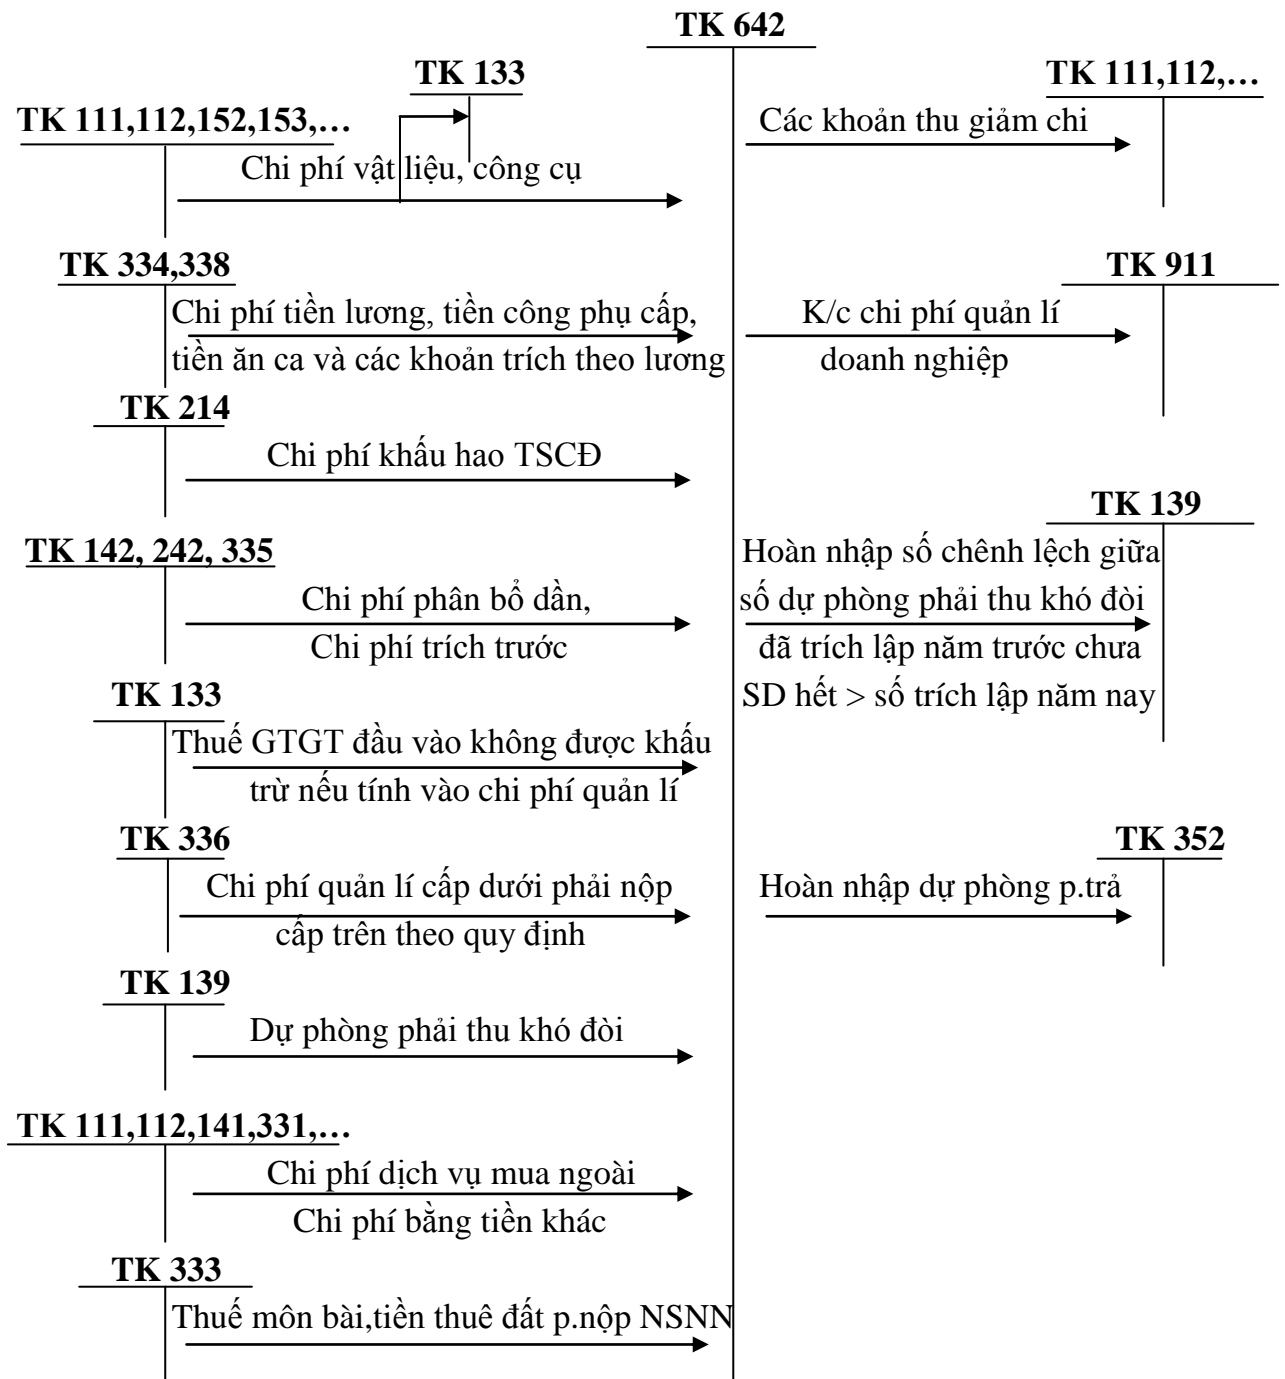 TK 642
TK 133
TK 111,112,…
TK 111,112,152,153,…
Các khoản thu giảm chi
Chi phí vật liệu, công cụ
TK 334,338
TK 911
Chi phí tiền lương, tiền công phụ cấp,
tiền ăn ca và các khoản trích theo lương
K/c chi phí quản lí
doanh nghiệp
TK 214
Chi phí khấu hao TSCĐ
TK 139
TK 142, 242, 335
Hoàn nhập số chênh lệch giữa
số dự phòng phải thu khó đòi
đã trích lập năm trước chưa
SD hết > số trích lập năm nay
Chi phí phân bổ dần,
Chi phí trích trước
TK 133
Thuế GTGT đầu vào không được khấu
trừ nếu tính vào chi phí quản lí
TK 336
TK 352
Chi phí quản lí cấp dưới phải nộp
cấp trên theo quy định
Hoàn nhập dự phòng p.trả
TK 139
Dự phòng phải thu khó đòi
TK 111,112,141,331,…
Chi phí dịch vụ mua ngoài
Chi phí bằng tiền khác
TK 333
Thuế môn bài,tiền thuê đất p.nộp NSNN